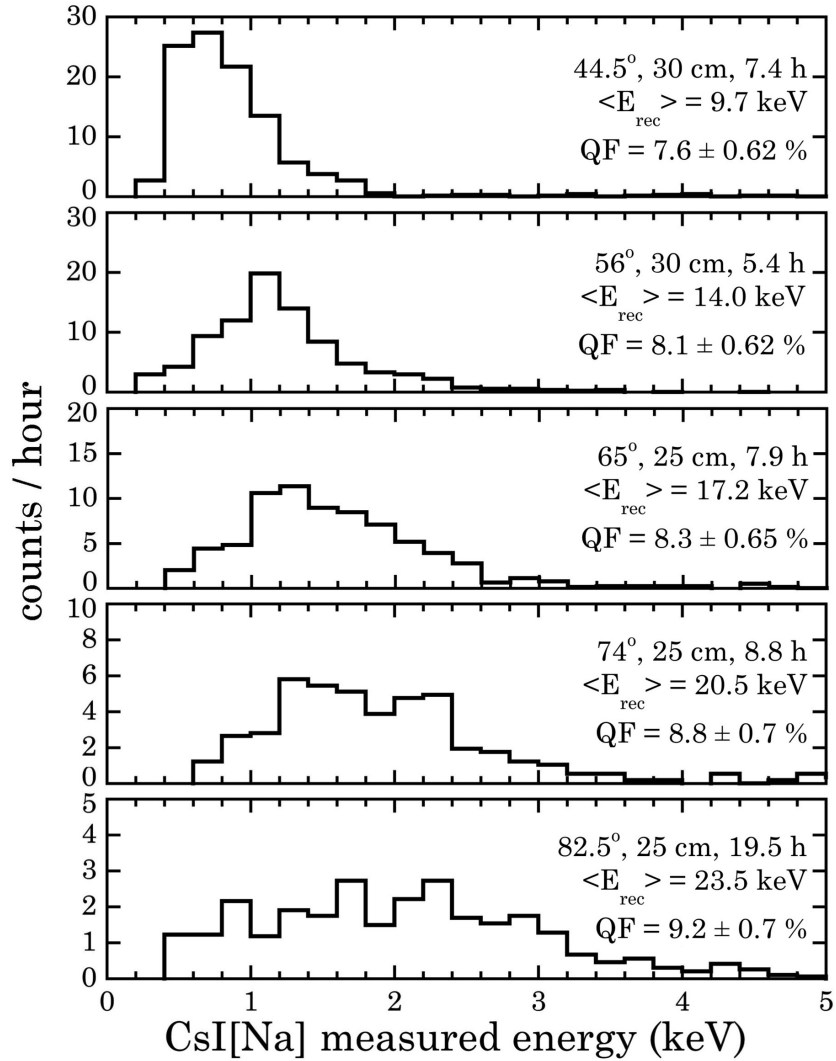 30
20
10
0
44.5°, 30 cm, 7.4 h
<E_rec> = 9.7 keV
QF = 7.6 ± 0.62 %
30
20
10
0
56°, 30 cm, 5.4 h
<E_rec> = 14.0 keV
QF = 8.1 ± 0.62 %
20
15
10
5
0
65°, 25 cm, 7.9 h
<E_rec> = 17.2 keV
QF = 8.3 ± 0.65 %
10
8
6
4
2
0
74°, 25 cm, 8.8 h
<E_rec> = 20.5 keV
QF = 8.8 ± 0.7 %
5
4
3
2
1
0
82.5°, 25 cm, 19.5 h
<E_rec> = 23.5 keV
QF = 9.2 ± 0.7 %
0 1 2 3 4 5
CsI[Na] measured energy (keV)
counts / hour